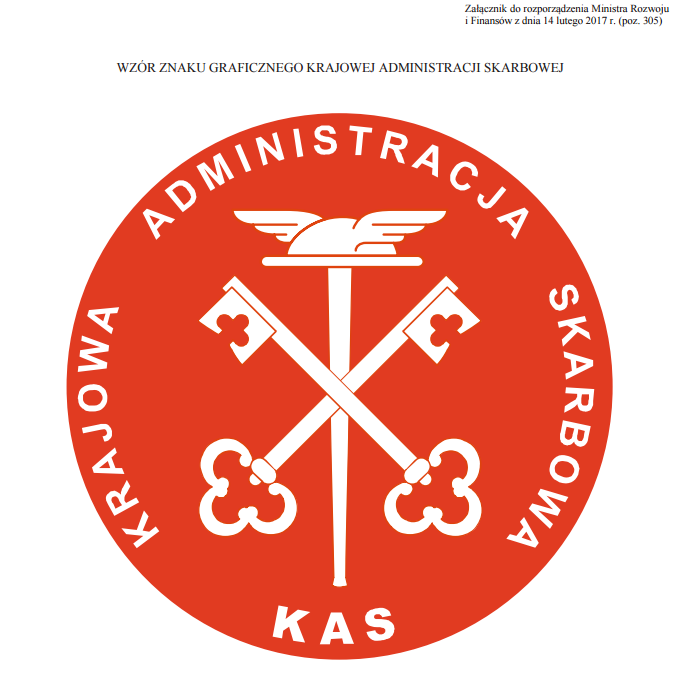 Załącznik do rozporządzenia Ministra Rozwoju
i Finansów z dnia 14 lutego 2017 r. (poz. 305)
WZÓR ZNAKU GRAFICZNEGO KRAJOWEJ ADMINISTRACJI SKARBOWEJ
KRAJOWA ADMINISTRACJA SKARBOWA
KAS